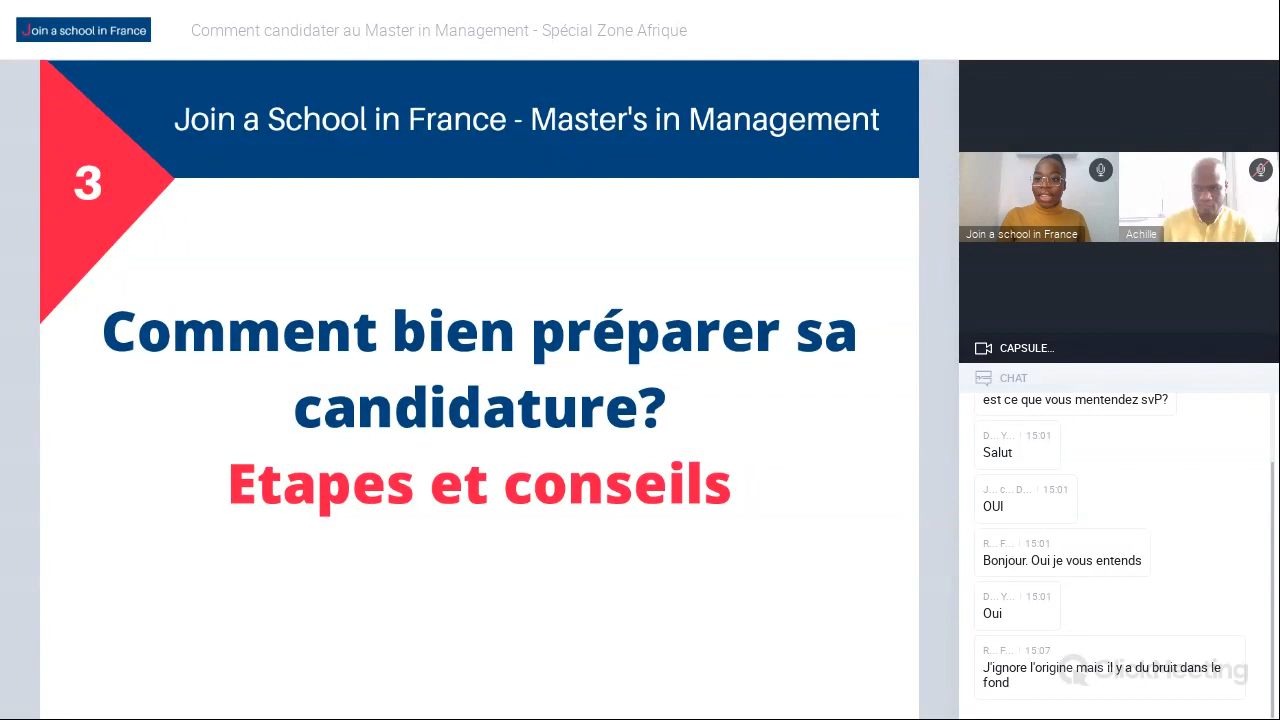 Join a school in France
Comment candidater au Master in Management - Spécial Zone Afrique
Join a School in France - Master's in Management
3
Comment bien préparer sa
candidature?
Etapes et conseils
Join a school in France
Achille
CAPSULE...
CHAT
est ce que vous mentendez svP?
D... Y... 15:01
Salut
J... c... D... 15:01
OUI
R... F... 15:01
Bonjour. Oui je vous entends
D... Y... 15:01
Oui
R... F... 15:07
J'ignore l'origine mais il y a du bruit dans le
fond
ClickMeeting